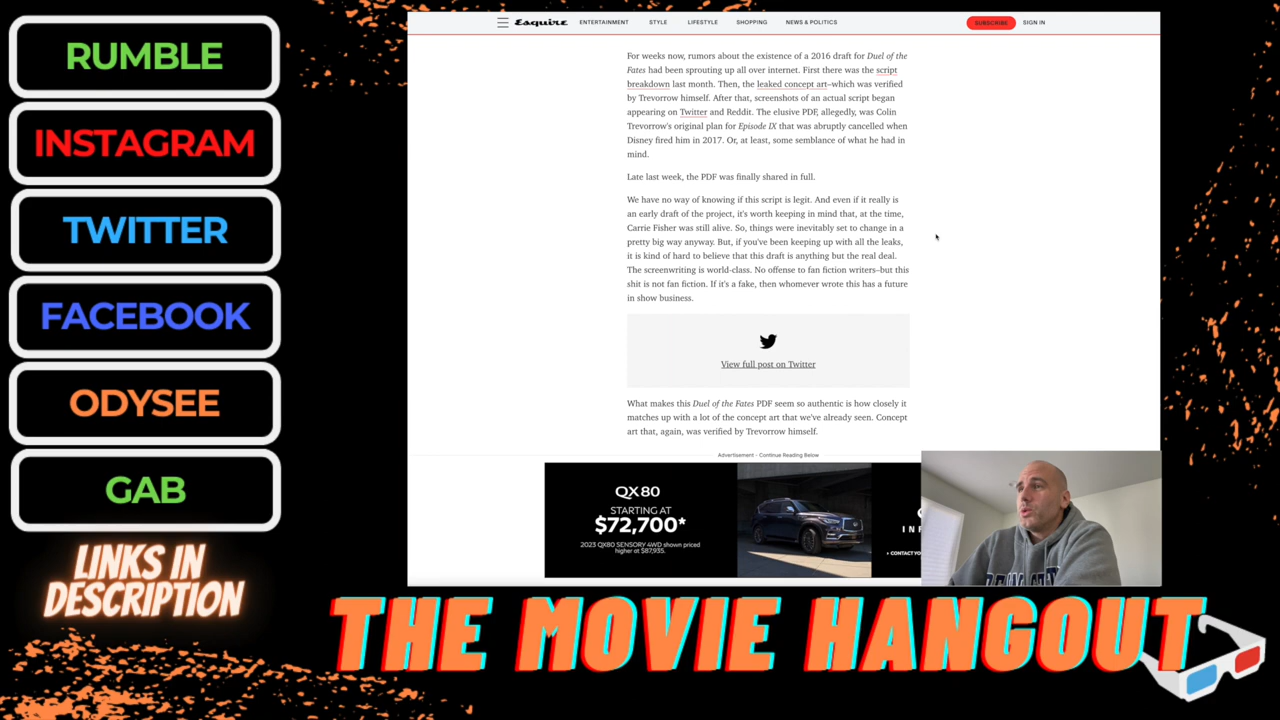 RUMBLE
INSTAGRAM
TWITTER
FACEBOOK
ODYSEE
GAB
LINKS IN
DESCRIPTION
Esquire
ENTERTAINMENT
STYLE
LIFESTYLE
SHOPPING
NEWS & POLITICS
SUBSCRIBE
SIGN IN
For weeks now, rumors about the existence of a 2016 draft for Duel of the
Fates had been sprouting up all over internet. First there was the script
breakdown last month. Then, the leaked concept art–which was verified
by Trevorrow himself. After that, screenshots of an actual script began
appearing on Twitter and Reddit. The elusive PDF, allegedly, was Colin
Trevorrow's original plan for Episode IX that was abruptly cancelled when
Disney fired him in 2017. Or, at least, some semblance of what he had in
mind.
Late last week, the PDF was finally shared in full.
We have no way of knowing if this script is legit. And even if it really is
an early draft of the project, it's worth keeping in mind that, at the time,
Carrie Fisher was still alive. So, things were inevitably set to change in a
pretty big way anyway. But, if you've been keeping up with all the leaks,
it is kind of hard to believe that this draft is anything but the real deal.
The screenwriting is world-class. No offense to fan fiction writers–but this
shit is not fan fiction. If it's a fake, then whomever wrote this has a future
in show business.
View full post on Twitter
What makes this Duel of the Fates PDF seem so authentic is how closely it
matches up with a lot of the concept art that we've already seen. Concept
art that, again, was verified by Trevorrow himself.
Advertisement - Continue Reading Below
QX80
STARTING AT
$72,700*
2023 QX80 SENSORY 4WD shown priced
higher at $87,935.
INF
CONTACT YO
THE MOVIE HANGOUT